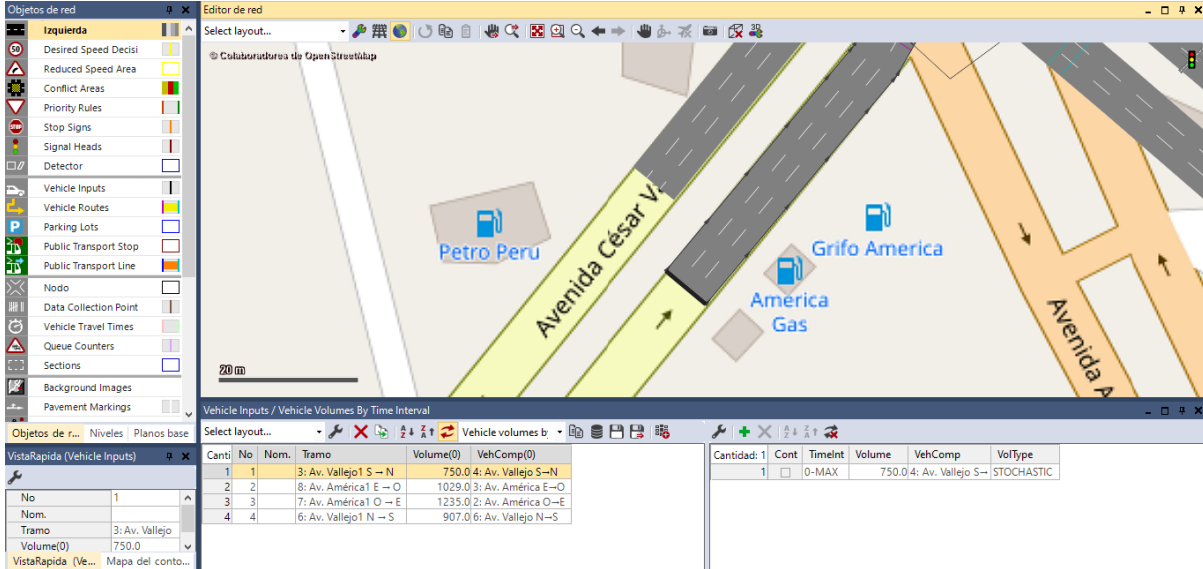 Objetos de red
Izquierda
Desired Speed Decisi
Reduced Speed Area
Conflict Areas
Priority Rules
Stop Signs
Signal Heads
Detector
Vehicle Inputs
Vehicle Routes
Parking Lots
Public Transport Stop
Public Transport Line
Nodo
Data Collection Point
Vehicle Travel Times
Queue Counters
Sections
Background Images
Pavement Markings
Objetos de r... Niveles Planos base
VistaRapida (Vehicle Inputs)
No 1
Nom.
Tramo 3: Av. Vallejo
Volume(0) 750.0
VistaRapida (Ve... Mapa del conto...
Editor de red
Select layout...
© Colaboradores de OpenStreetMap
Petro Peru
Avenida César V
Grifo America
América
Gas
Avenida A
20 m
Vehicle Inputs / Vehicle Volumes By Time Interval
Select layout... Vehicle volumes b
Canti No Nom. Tramo Volume(0) VehComp(0)
1 1 3: Av. Vallejo1 S → N 750.0 4: Av. Vallejo S→N
2 2 8: Av. América1 E → O 1029.0 3: Av. América E→O
3 3 7: Av. América1 O → E 1235.0 2: Av. América O→E
4 4 6: Av. Vallejo1 N → S 907.0 6: Av. Vallejo N→S
Cantidad: 1 Cont TimeInt Volume VehComp VolType
1 0-MAX 750.0 4: Av. Vallejo S→ STOCHASTIC